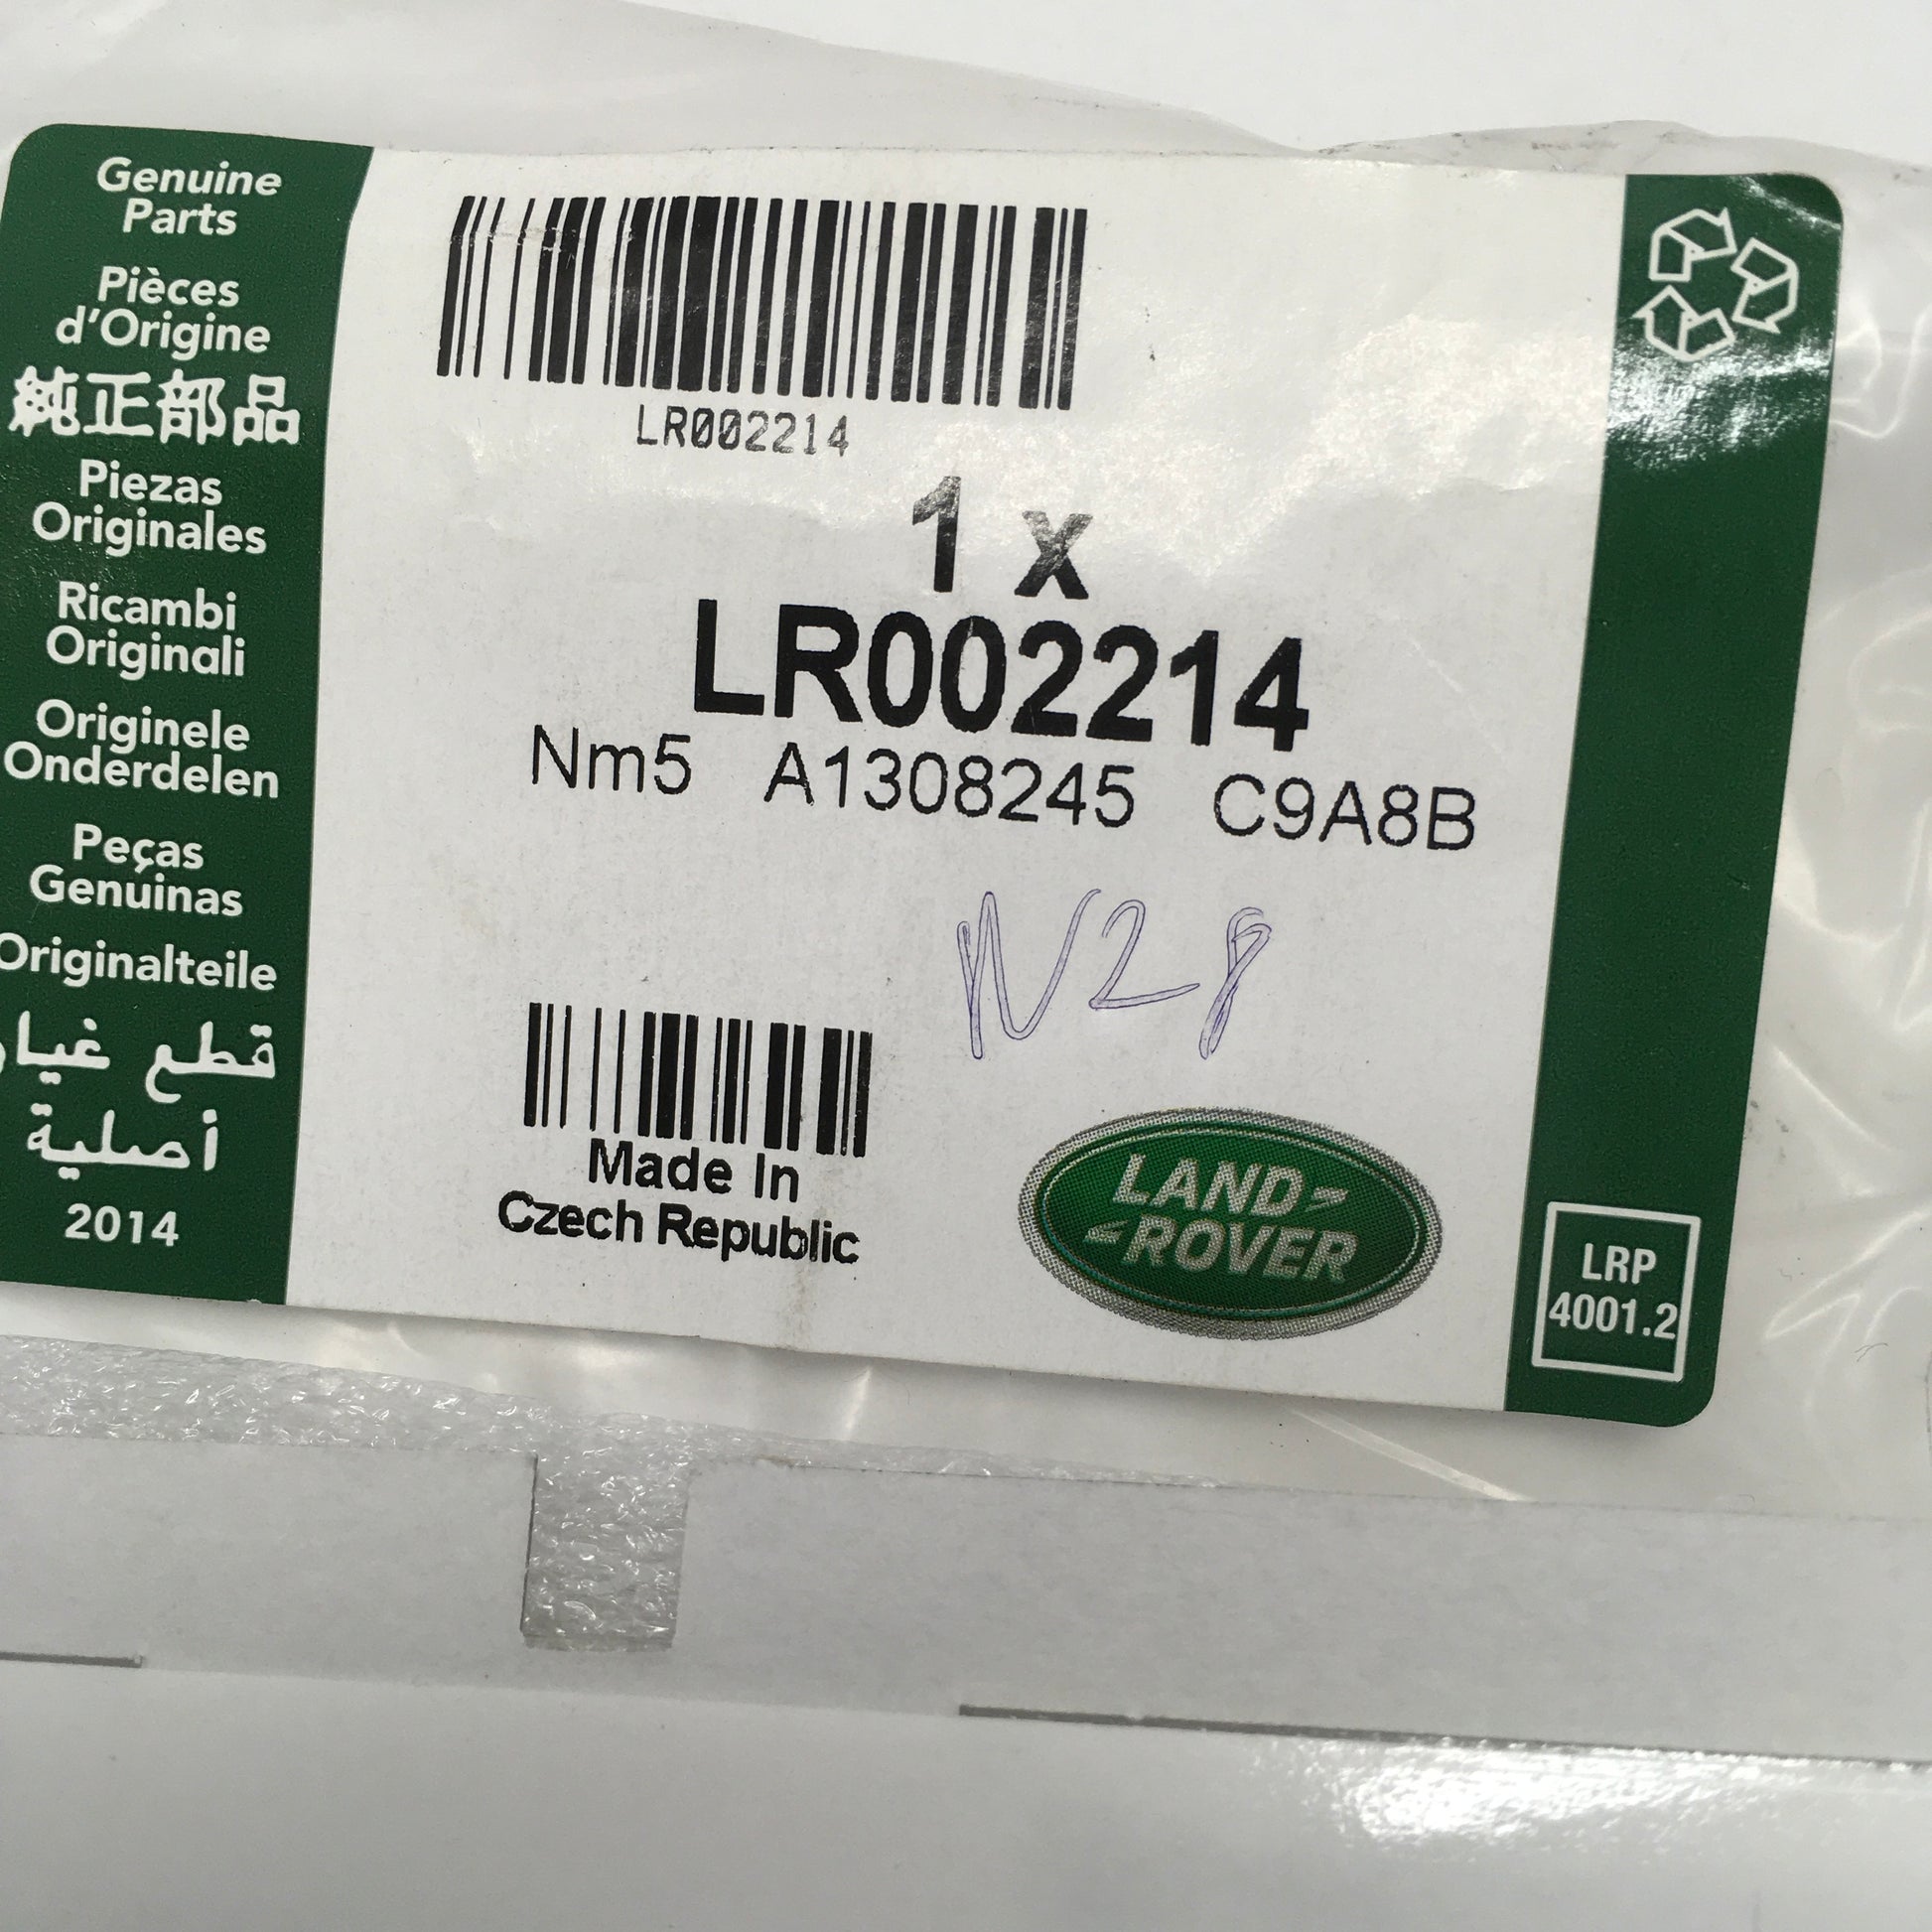 Genuine
Parts
Pièces
d'Origine
純正部品
Piezas
Originales
Ricambi
Originali
Originele
Onderdelen
Peças
Genuinas
Originalteile
قطع غيار
أصلية
2014
LR002214
1 x
LR002214
Nm5 A1308245 C9A8B
N28
Made In
Czech Republic
LAND
ROVER
LRP
4001.2